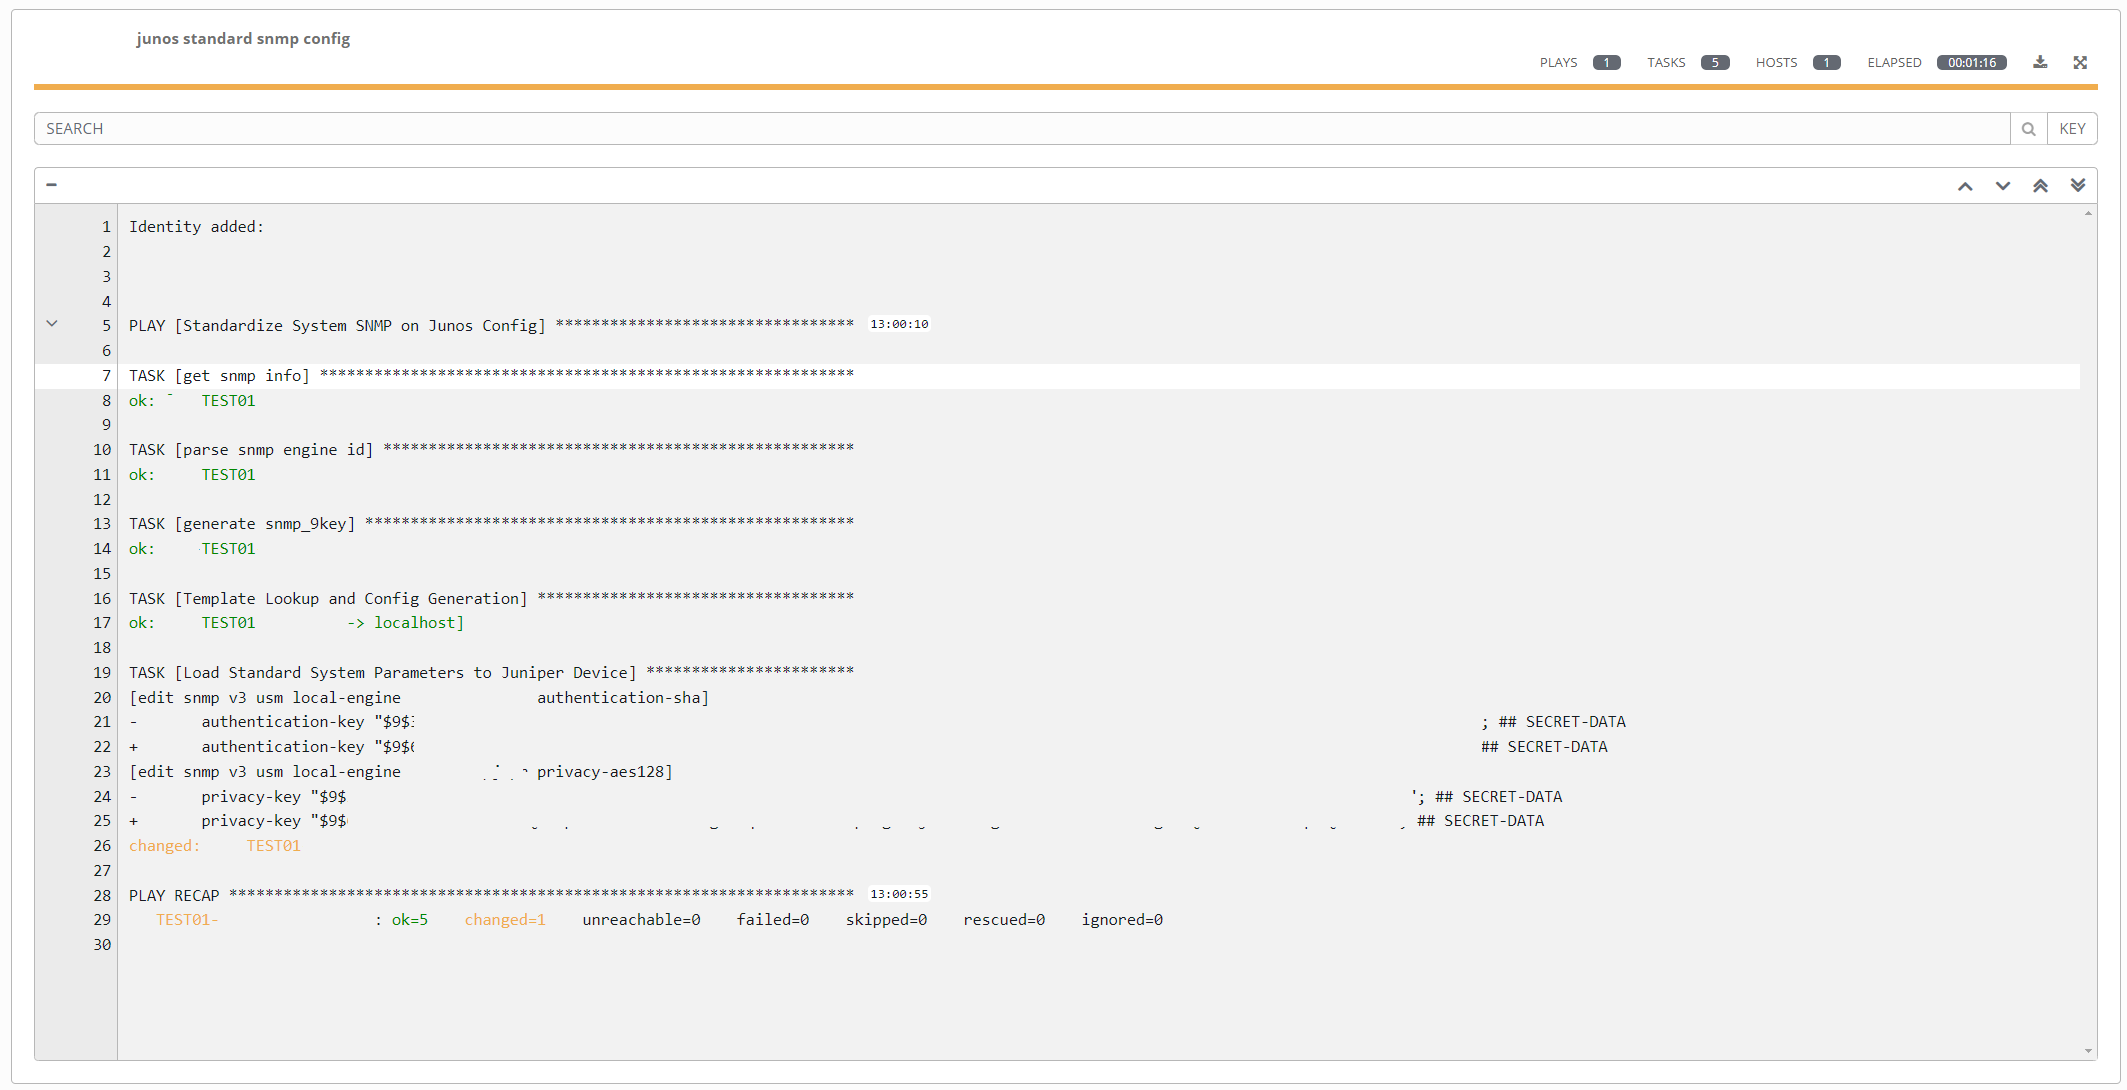 junos standard snmp config
PLAYS 1 TASKS 5 HOSTS 1 ELAPSED 00:01:16
SEARCH KEY
1 Identity added:
2
3
4
5 PLAY [Standardize System SNMP on Junos Config] ********************************* 13:00:10
6
7 TASK [get snmp info] ***********************************************************
8 ok: TEST01
9
10 TASK [parse snmp engine id] ****************************************************
11 ok: TEST01
12
13 TASK [generate snmp_9key] ******************************************************
14 ok: TEST01
15
16 TASK [Template Lookup and Config Generation] ***********************************
17 ok: TEST01 -> localhost]
18
19 TASK [Load Standard System Parameters to Juniper Device] ***********************
20 [edit snmp v3 usm local-engine authentication-sha]
21 - authentication-key "$9$ ; ## SECRET-DATA
22 + authentication-key "$9$ ## SECRET-DATA
23 [edit snmp v3 usm local-engine privacy-aes128]
24 - privacy-key "$9$ ; ## SECRET-DATA
25 + privacy-key "$9$ ## SECRET-DATA
26 changed: TEST01
27
28 PLAY RECAP ********************************************************************* 13:00:55
29 TEST01- : ok=5 changed=1 unreachable=0 failed=0 skipped=0 rescued=0 ignored=0
30